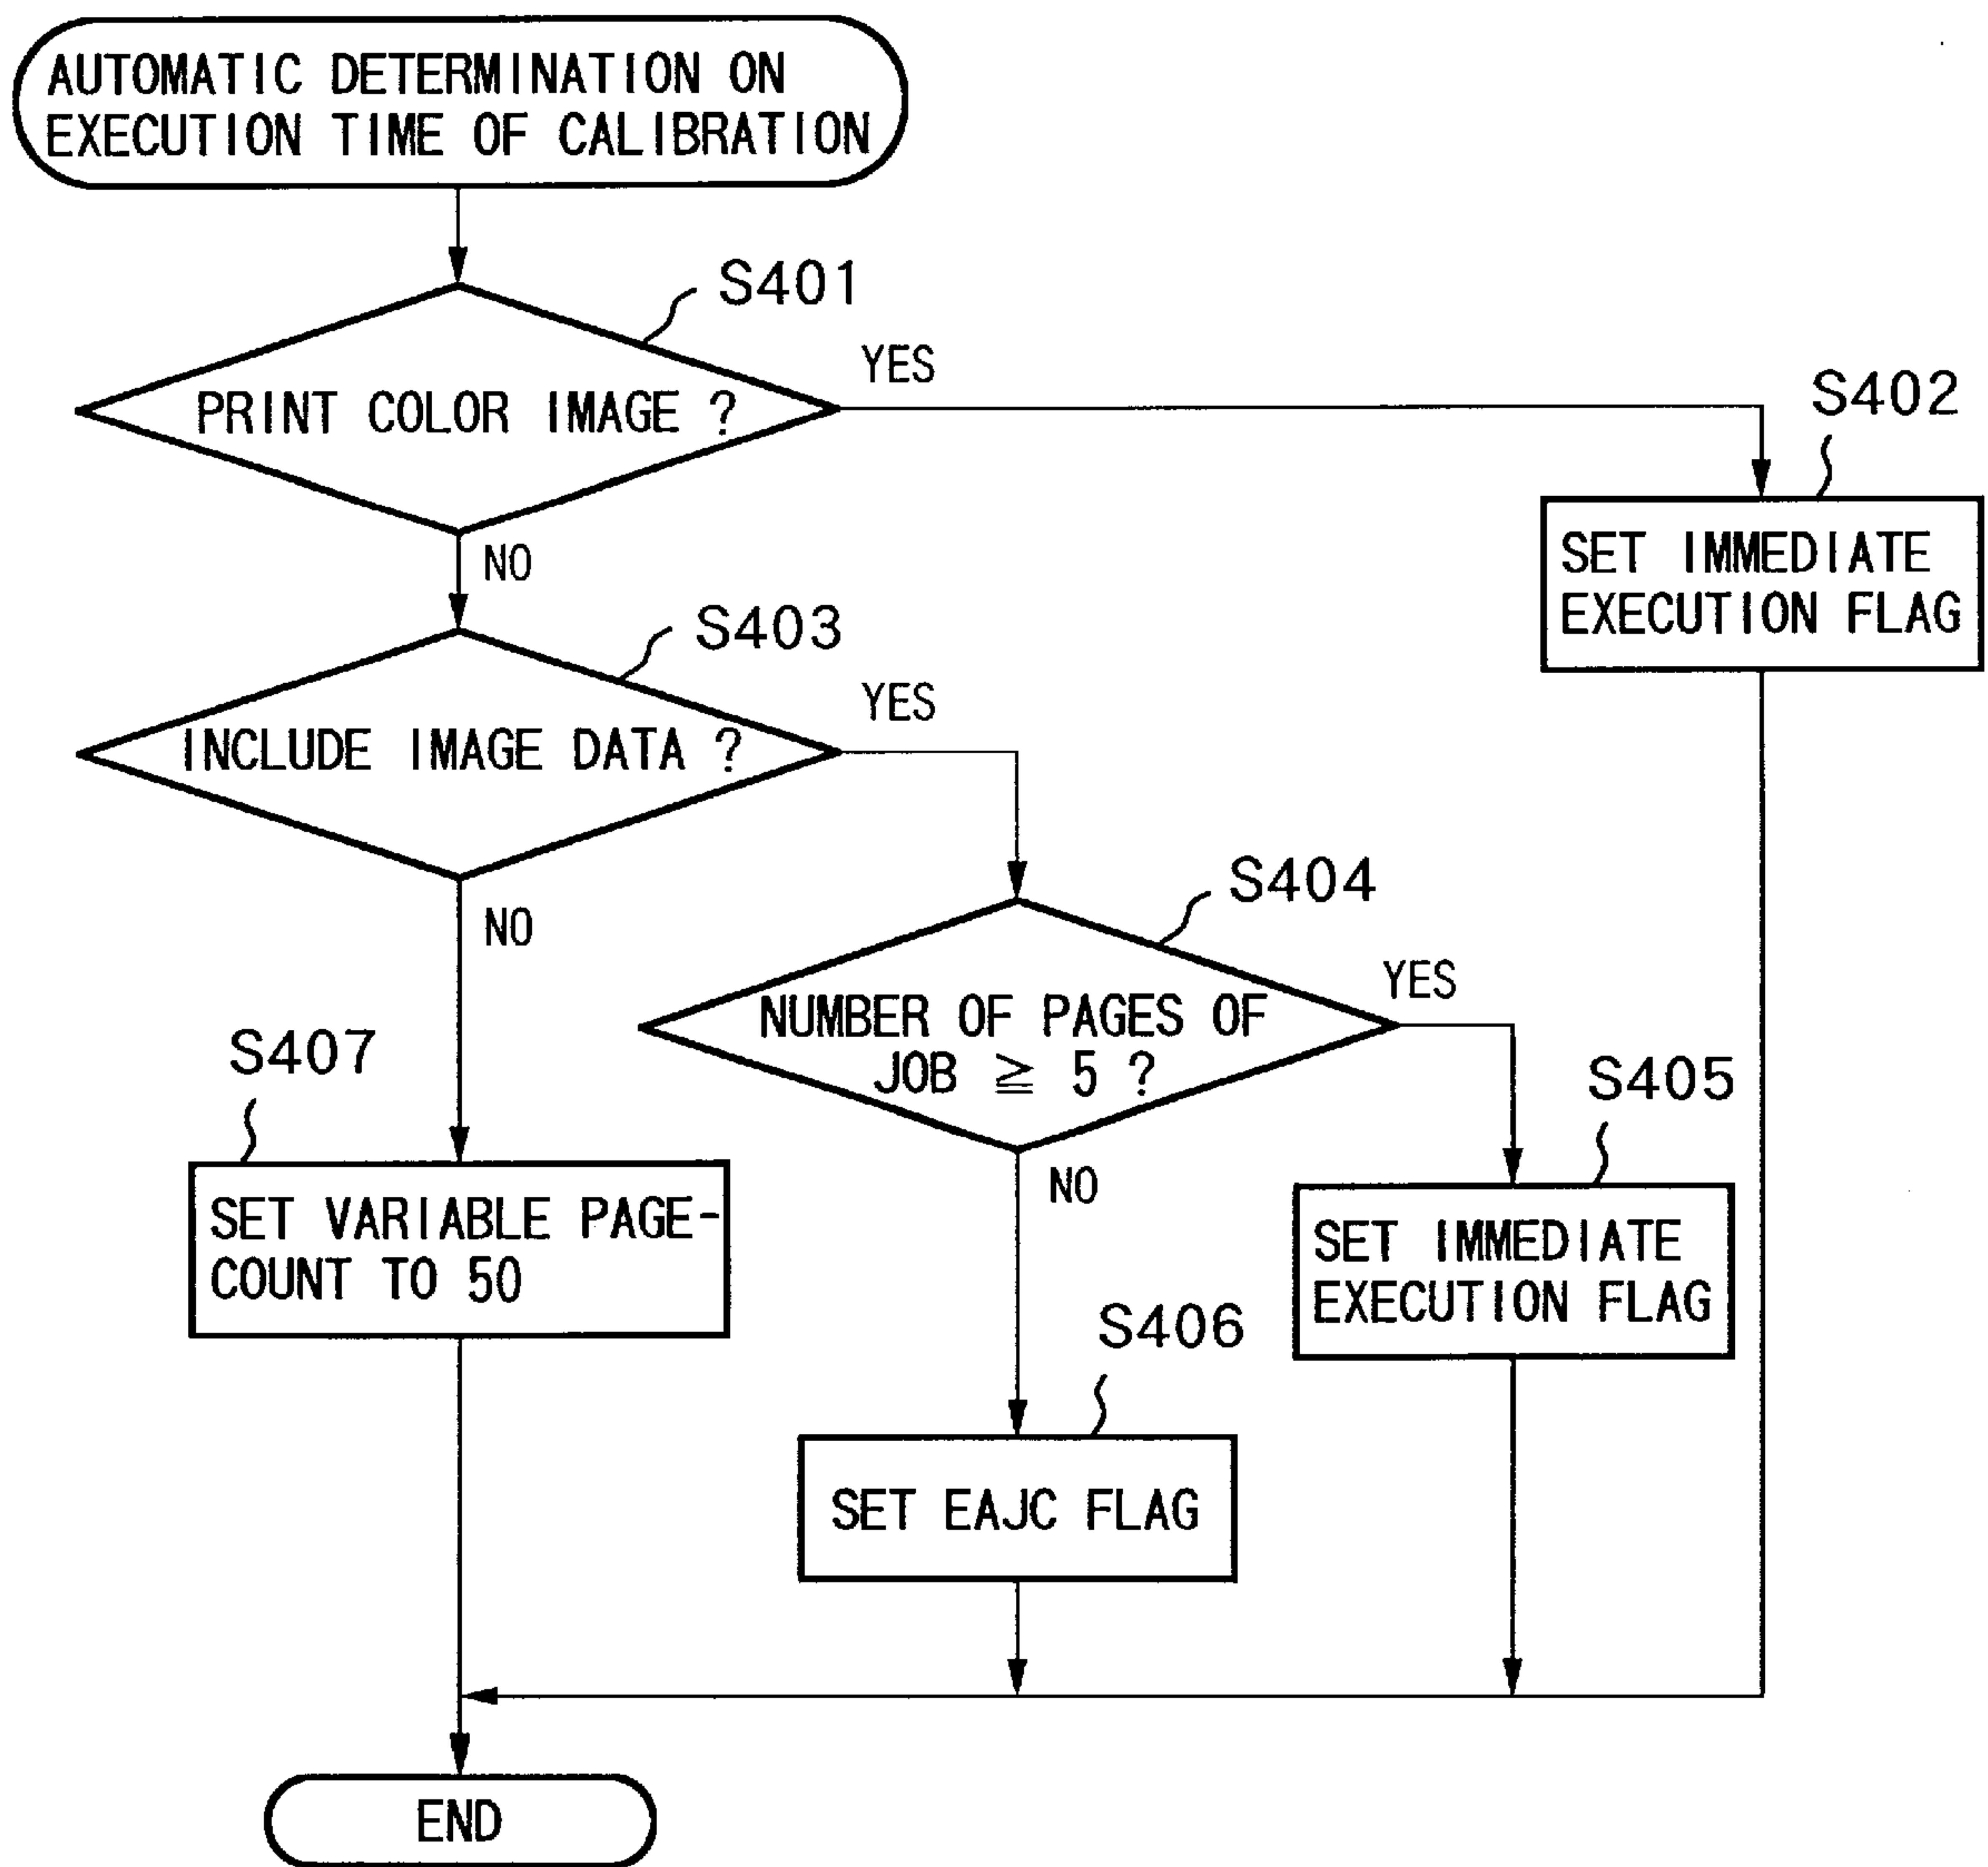 AUTOMATIC DETERMINATION ON
EXECUTION TIME OF CALIBRATION
S401
PRINT COLOR IMAGE ?
YES
NO
S402
SET IMMEDIATE
EXECUTION FLAG
S403
INCLUDE IMAGE DATA ?
YES
NO
S404
NUMBER OF PAGES OF
JOB ≧ 5 ?
YES
NO
S405
SET IMMEDIATE
EXECUTION FLAG
S407
SET VARIABLE PAGE-
COUNT TO 50
S406
SET EAJC FLAG
END